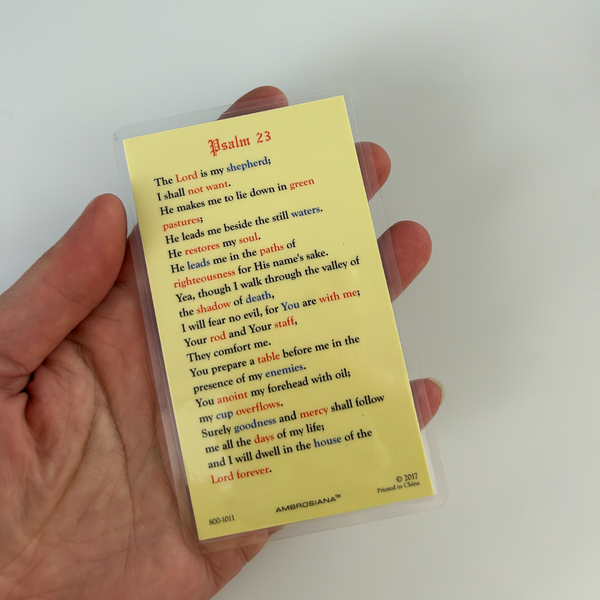 Psalm 23
The Lord is my shepherd;
I shall not want.
He makes me to lie down in green
pastures;
He leads me beside the still waters.
He restores my soul.
He leads me in the paths of
righteousness for His name's sake.
Yea, though I walk through the valley of
the shadow of death,
I will fear no evil, for You are with me;
Your rod and Your staff,
They comfort me.
You prepare a table before me in the
presence of my enemies.
You anoint my forehead with oil;
my cup overflows.
Surely goodness and mercy shall follow
me all the days of my life;
and I will dwell in the house of the
Lord forever.
800-1011
AMBROSIANA™
© 2017
Printed in China